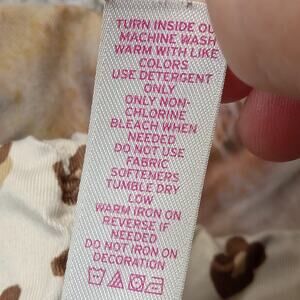 TURN INSIDE OU
MACHINE WASH
WARM WITH LIKE
COLORS
USE DETERGENT
ONLY
ONLY NON-
CHLORINE
BLEACH WHEN
NEEDED
DO NOT USE
FABRIC
SOFTENERS
TUMBLE DRY
LOW
WARM IRON ON
REVERSE IF
NEEDED
DO NOT IRON ON
DECORATION